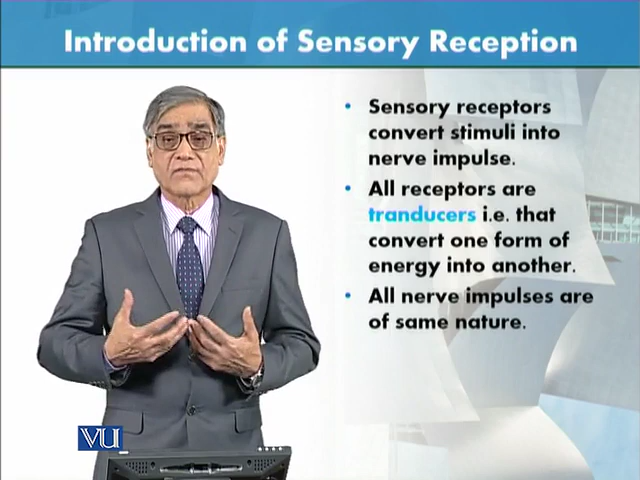 Introduction of Sensory Reception
• Sensory receptors
convert stimuli into
nerve impulse.
• All receptors are
tranducers i.e. that
convert one form of
energy into another.
• All nerve impulses are
of same nature.
VU